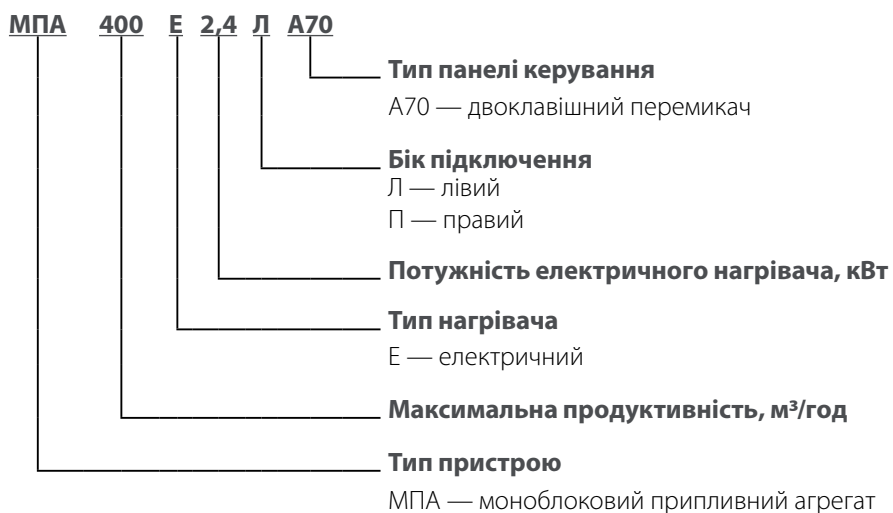 МПА 400 Е 2,4 Л А70
Тип панелі керування
А70 — двоклавішний перемикач
Бік підключення
Л — лівий
П — правий
Потужність електричного нагрівача, кВт
Тип нагрівача
Е — електричний
Максимальна продуктивність, м³/год
Тип пристрою
МПА — моноблоковий припливний агрегат